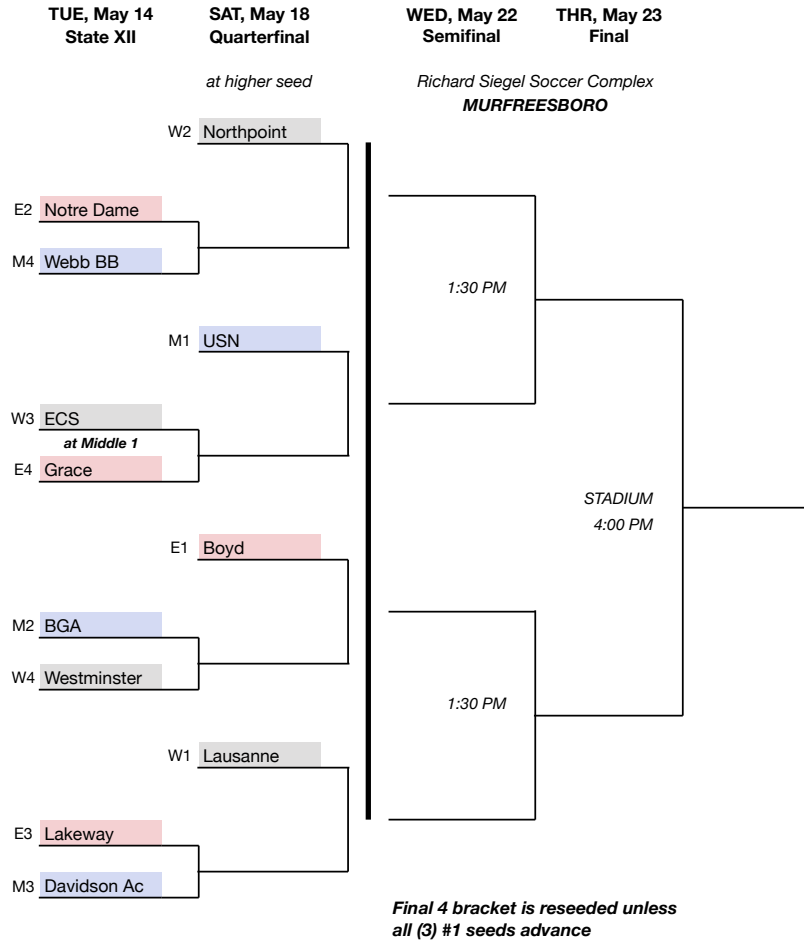 TUE, May 14
State XII
SAT, May 18
Quarterfinal
WED, May 22
Semifinal
THR, May 23
Final
at higher seed
Richard Siegel Soccer Complex
MURFREESBORO
W2 Northpoint
E2 Notre Dame
M4 Webb BB
1:30 PM
M1 USN
W3 ECS
at Middle 1
E4 Grace
STADIUM
4:00 PM
E1 Boyd
M2 BGA
W4 Westminster
1:30 PM
W1 Lausanne
E3 Lakeway
M3 Davidson Ac
Final 4 bracket is reseeded unless
all (3) #1 seeds advance